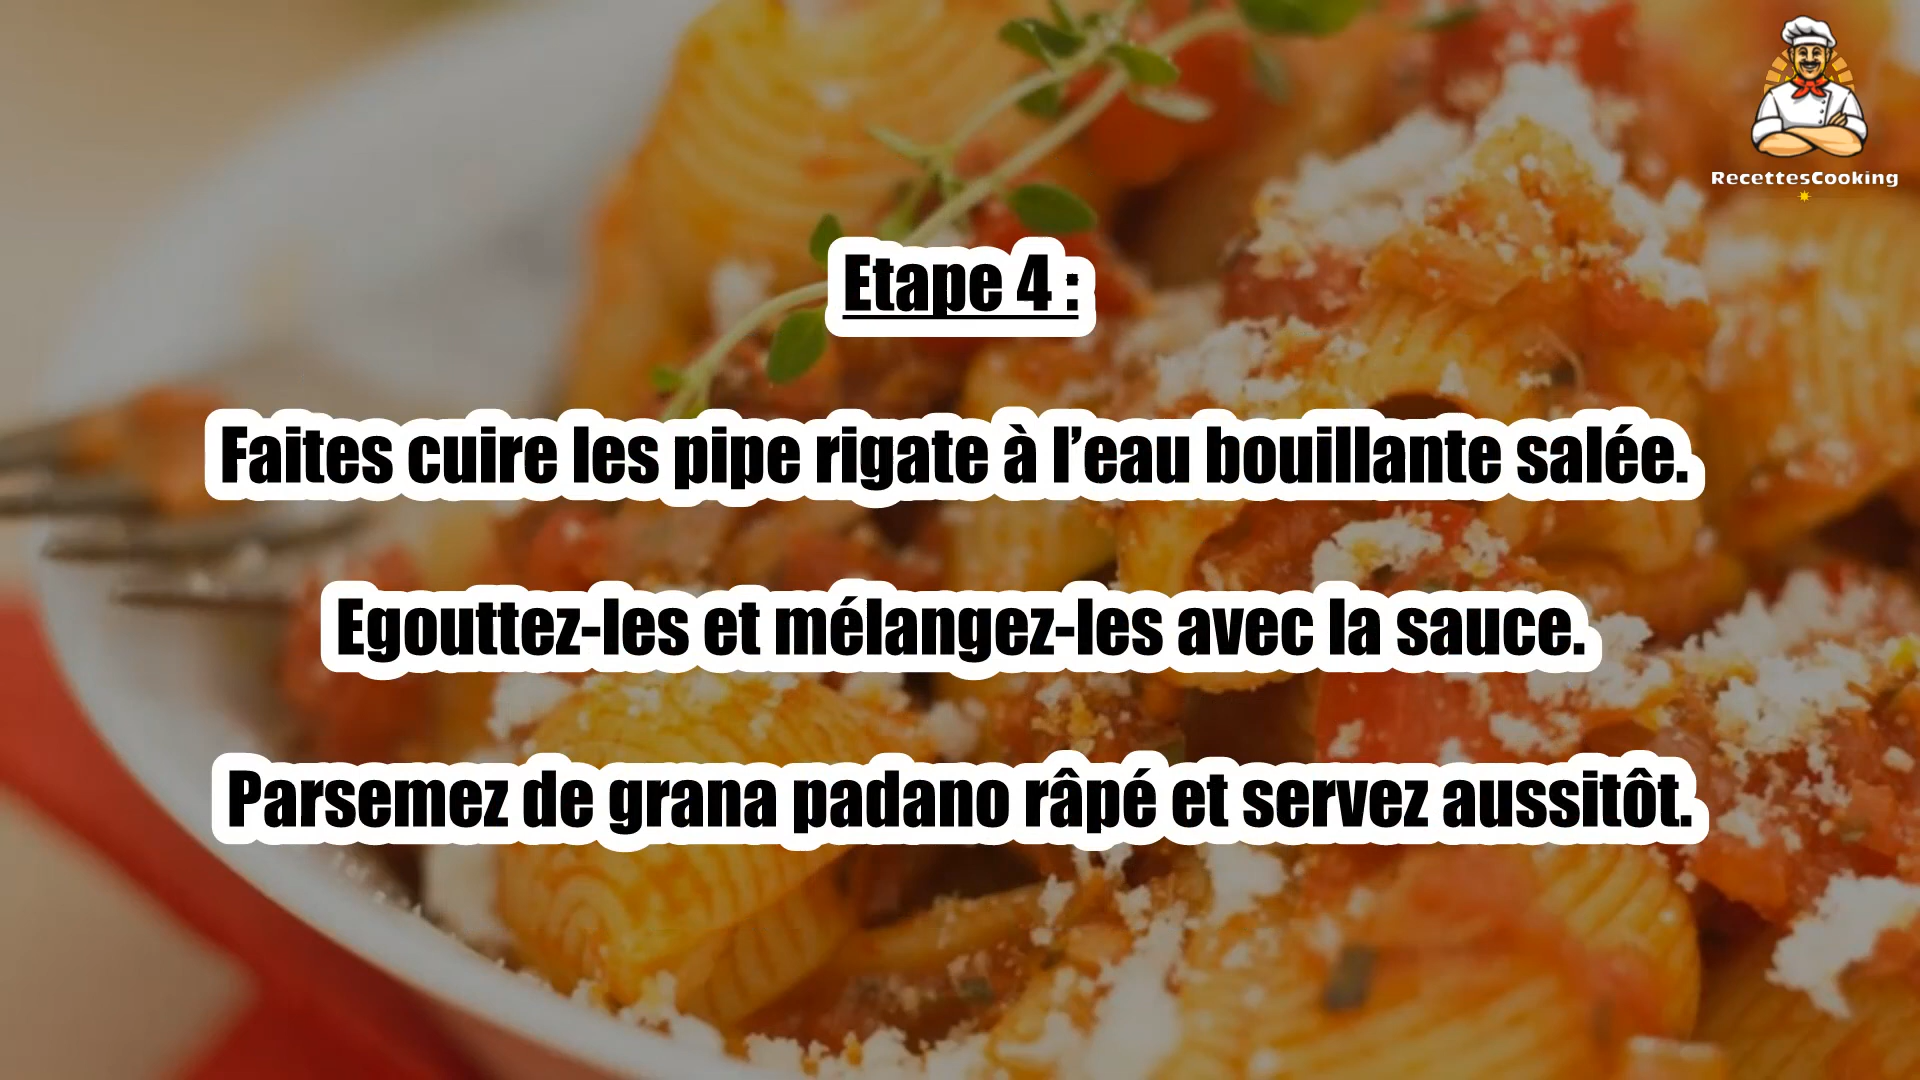 RecettesCooking
Etape 4 :
Faites cuire les pipe rigate à l’eau bouillante salée.
Egouttez-les et mélangez-les avec la sauce.
Parsemez de grana padano râpé et servez aussitôt.